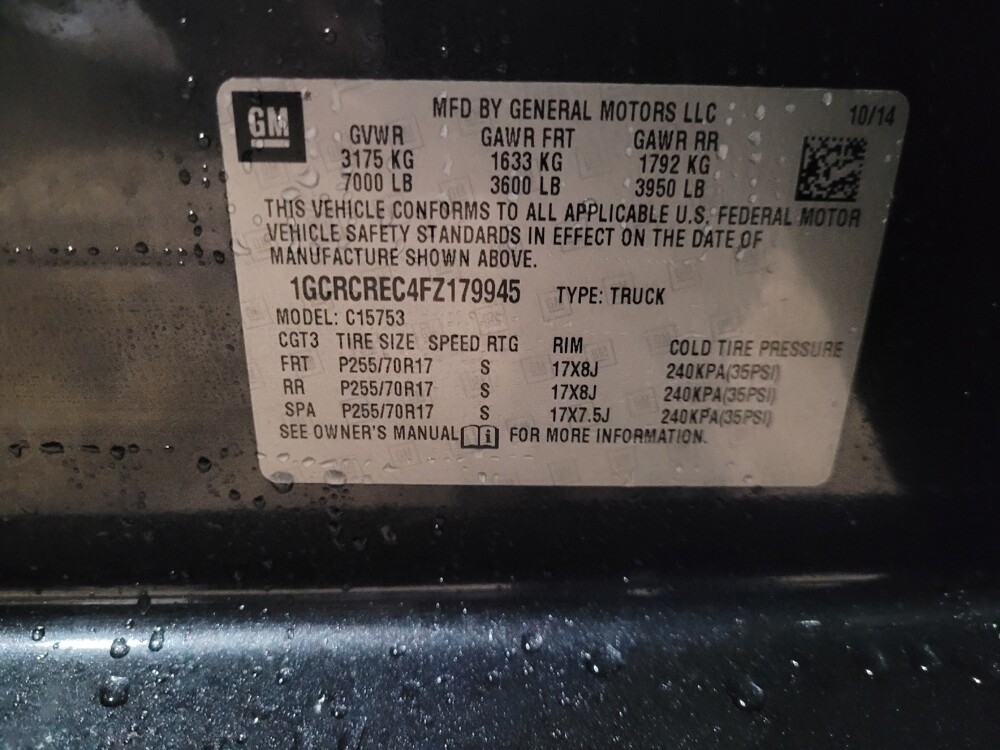 GM
MFD BY GENERAL MOTORS LLC 10/14
GVWR GAWR FRT GAWR RR
3175 KG 1633 KG 1792 KG
7000 LB 3600 LB 3950 LB
THIS VEHICLE CONFORMS TO ALL APPLICABLE U.S. FEDERAL MOTOR
VEHICLE SAFETY STANDARDS IN EFFECT ON THE DATE OF
MANUFACTURE SHOWN ABOVE.
1GCRCREC4FZ179945 TYPE: TRUCK
MODEL: C15753
CGT3 TIRE SIZE SPEED RTG RIM COLD TIRE PRESSURE
FRT P255/70R17 S 17X8J 240KPA(35PSI)
RR P255/70R17 S 17X8J 240KPA(35PSI)
SPA P255/70R17 S 17X7.5J 240KPA(35PSI)
SEE OWNER'S MANUAL FOR MORE INFORMATION.